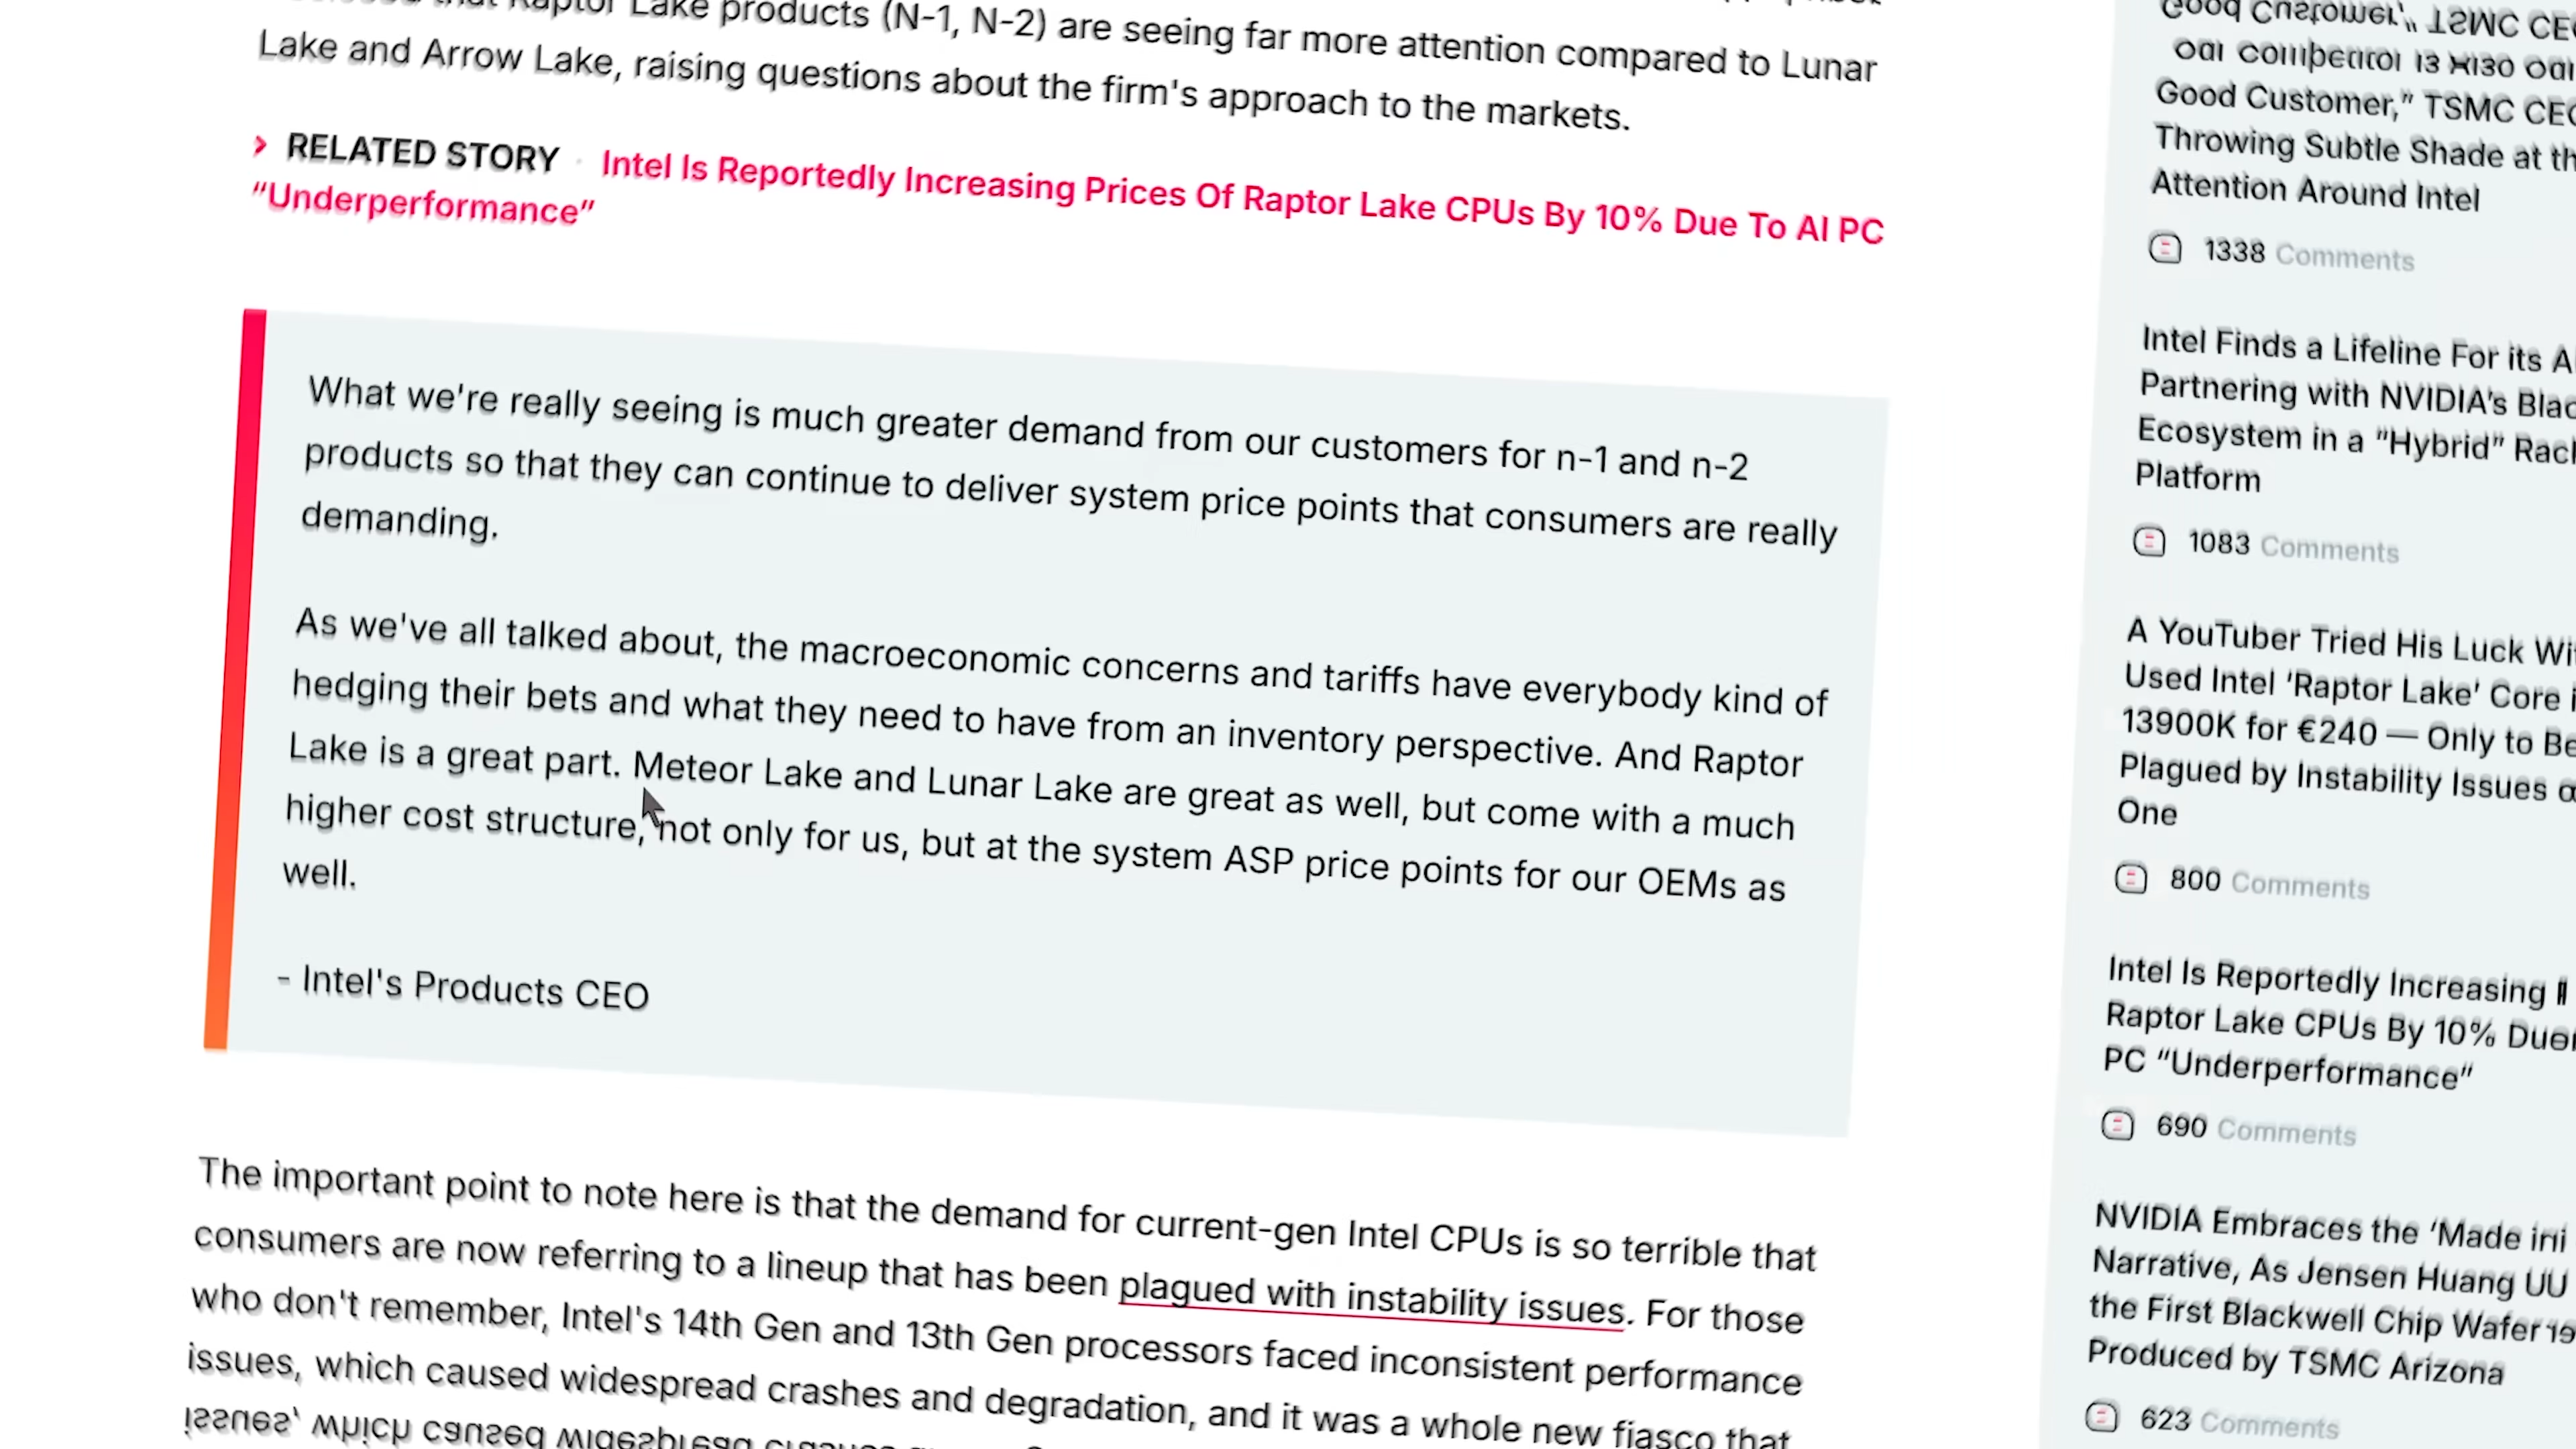 that Raptor Lake products (N-1, N-2) are seeing far more attention compared to Lunar
Lake and Arrow Lake, raising questions about the firm's approach to the markets.
RELATED STORY · Intel Is Reportedly Increasing Prices Of Raptor Lake CPUs By 10% Due To AI PC
“Underperformance”
What we're really seeing is much greater demand from our customers for n-1 and n-2
products so that they can continue to deliver system price points that consumers are really
demanding.
As we've all talked about, the macroeconomic concerns and tariffs have everybody kind of
hedging their bets and what they need to have from an inventory perspective. And Raptor
Lake is a great part. Meteor Lake and Lunar Lake are great as well, but come with a much
higher cost structure, not only for us, but at the system ASP price points for our OEMs as
well.
- Intel's Products CEO
The important point to note here is that the demand for current-gen Intel CPUs is so terrible that
consumers are now referring to a lineup that has been plagued with instability issues. For those
who don't remember, Intel's 14th Gen and 13th Gen processors faced inconsistent performance
issues, which caused widespread crashes and degradation, and it was a whole new fiasco that
Good Customer,” TSMC CEO
Throwing Subtle Shade at
Attention Around Intel
1338 Comments
Intel Finds a Lifeline For its
Partnering with NVIDIA’s
Ecosystem in a “Hybrid”
Platform
1083 Comments
A YouTuber Tried His Luck
Used Intel ‘Raptor Lake’ Core
13900K for €240 — Only to
Plagued by Instability Issues
One
800 Comments
Intel Is Reportedly Increasing
Raptor Lake CPUs By 10% Due
PC “Underperformance”
690 Comments
NVIDIA Embraces the ‘Made
Narrative, As Jensen Huang
the First Blackwell Chip Wafer
Produced by TSMC Arizona
623 Comments